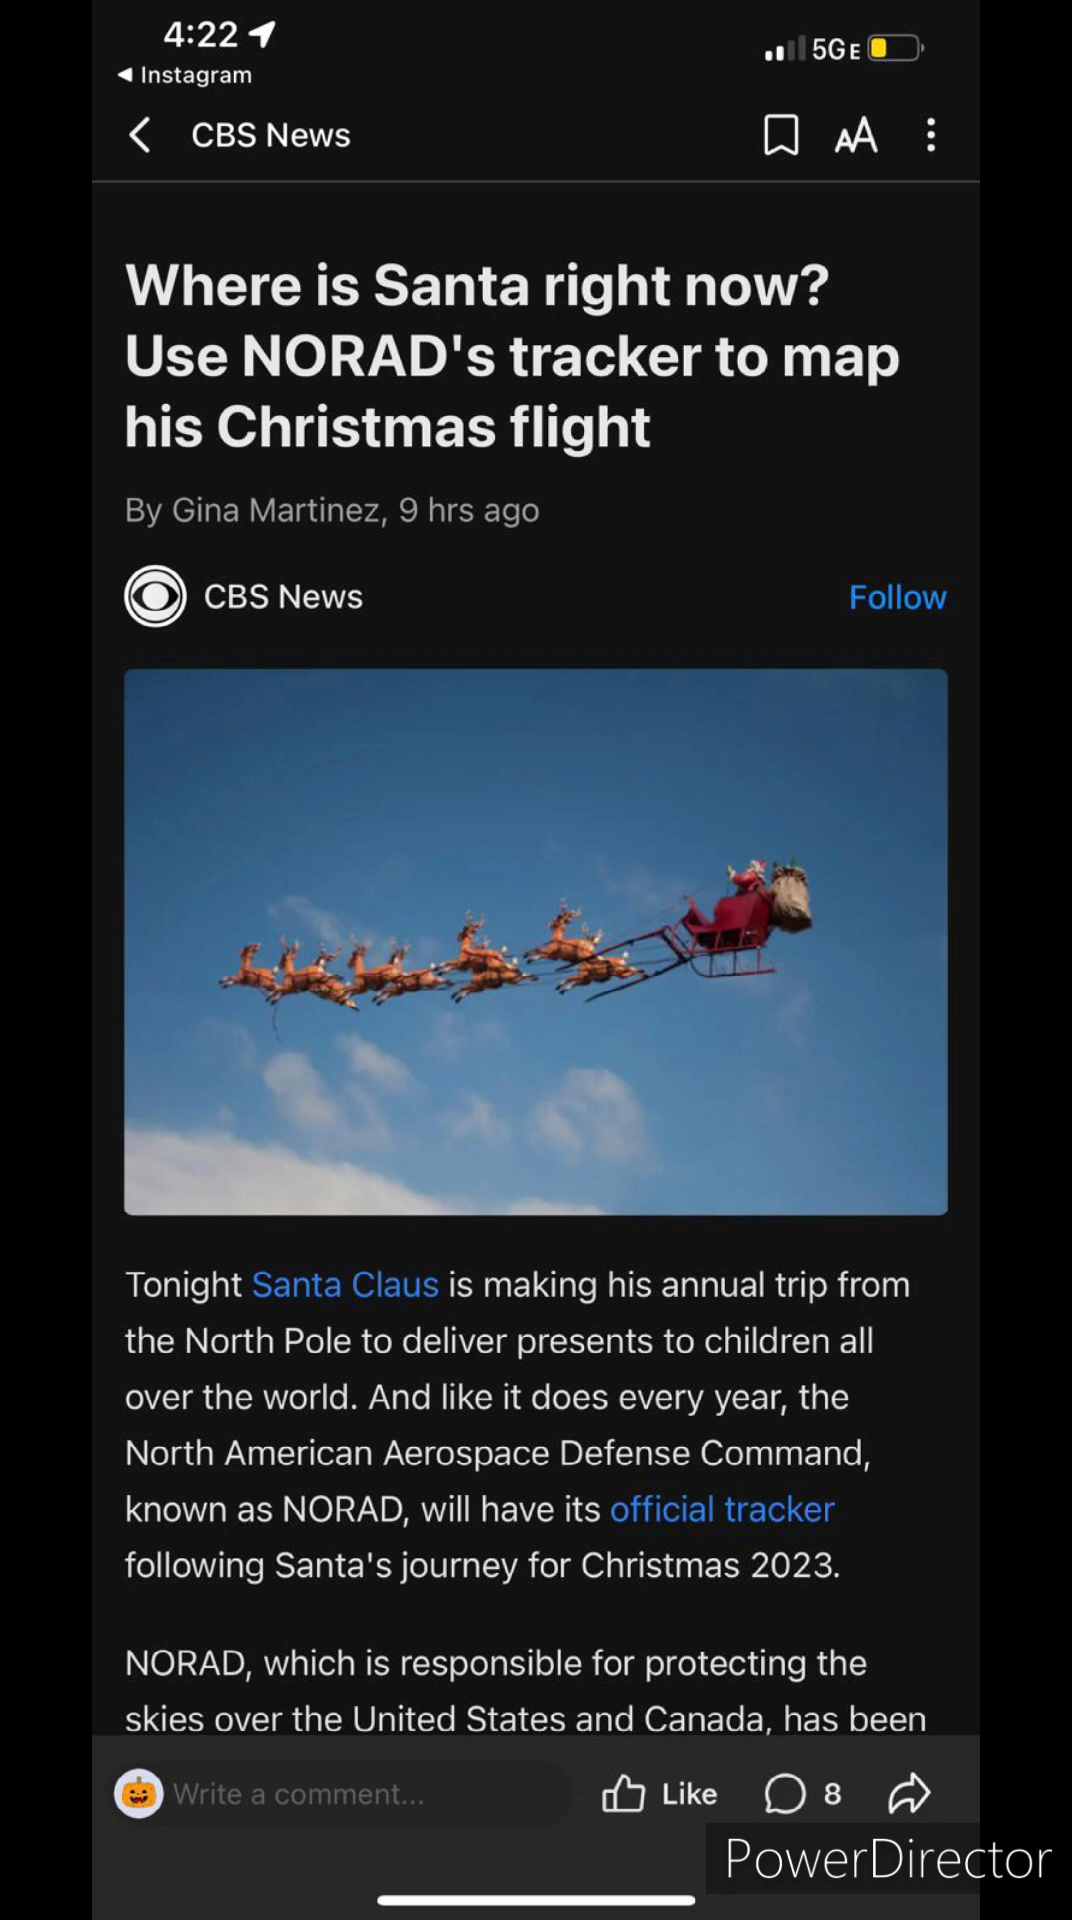 4:22
5GE
◀ Instagram
CBS News
AA
Where is Santa right now?
Use NORAD's tracker to map
his Christmas flight
By Gina Martinez, 9 hrs ago
CBS News
Follow
Tonight Santa Claus is making his annual trip from
the North Pole to deliver presents to children all
over the world. And like it does every year, the
North American Aerospace Defense Command,
known as NORAD, will have its official tracker
following Santa's journey for Christmas 2023.
NORAD, which is responsible for protecting the
skies over the United States and Canada, has been
Write a comment...
Like
8
PowerDirector